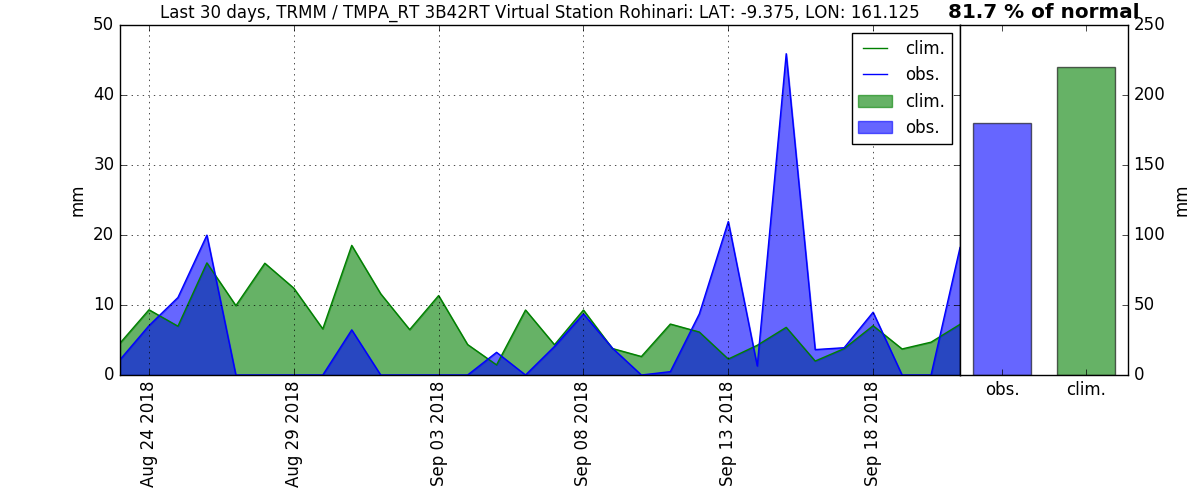 Last 30 days, TRMM / TMPA_RT 3B42RT Virtual Station Rohinari: LAT: -9.375, LON: 161.125
81.7 % of normal
50
40
30
20
10
0
mm
clim.
obs.
clim.
obs.
250
200
150
100
50
0
mm
Aug 24 2018
Aug 29 2018
Sep 03 2018
Sep 08 2018
Sep 13 2018
Sep 18 2018
obs.
clim.